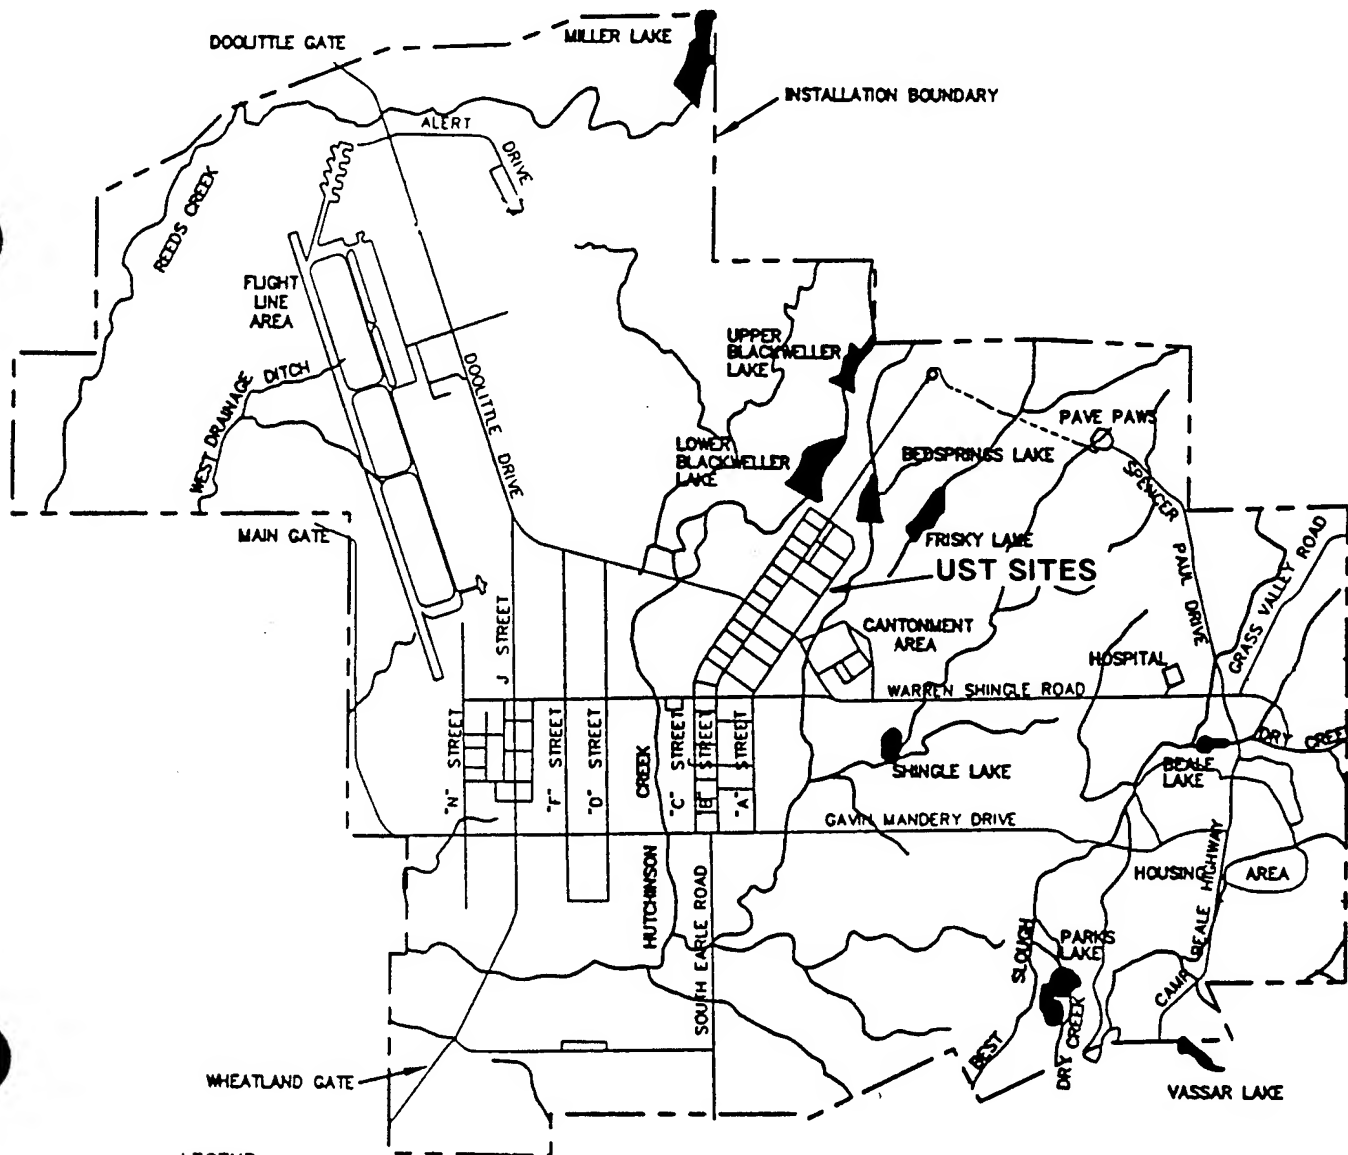 MILLER LAKE
DOOLITTLE GATE
INSTALLATION BOUNDARY
ALERT
DRIVE
REEDS CREEK
FLIGHT
LINE
AREA
UPPER
BLACKWELLER
LAKE
WEST DRAINAGE DITCH
DOOLITTLE DRIVE
PAVE PAWS
LOWER
BLACKWELLER
LAKE
BEDSPRINGS LAKE
SPENCER PAUL DRIVE
MAIN GATE
FRISKY LAKE
GRASS VALLEY ROAD
UST SITES
J STREET
CANTONMENT
AREA
HOSPITAL
WARREN SHINGLE ROAD
"N" STREET
"F" STREET
"D" STREET
HUTCHINSON CREEK
"C" STREET
"B" STREET
"A" STREET
SHINGLE LAKE
DRY CREEK
BEALE
LAKE
GAVIN MANDERY DRIVE
HOUSING AREA
CAMP BEALE HIGHWAY
SOUTH EARLE ROAD
PARKS
LAKE
BEST SLOUGH
DRY CREEK
WHEATLAND GATE
VASSAR LAKE
LEGEND